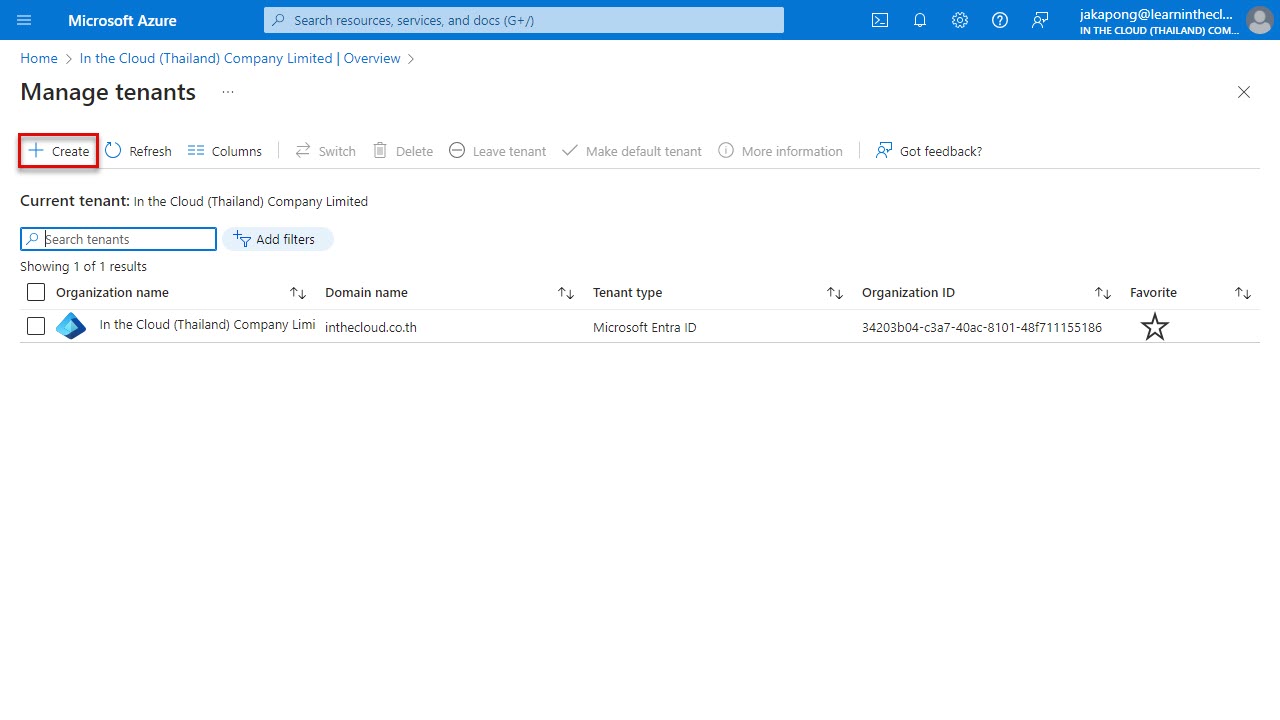 Microsoft Azure
Search resources, services, and docs (G+/)
jakapong@learninthecl...
IN THE CLOUD (THAILAND) COM...
Home > In the Cloud (Thailand) Company Limited | Overview >
Manage tenants ...
+ Create Refresh Columns Switch Delete Leave tenant Make default tenant More information Got feedback?
Current tenant: In the Cloud (Thailand) Company Limited
Search tenants Add filters
Showing 1 of 1 results
Organization name Domain name Tenant type Organization ID Favorite
In the Cloud (Thailand) Company Limi inthecloud.co.th Microsoft Entra ID 34203b04-c3a7-40ac-8101-48f711155186